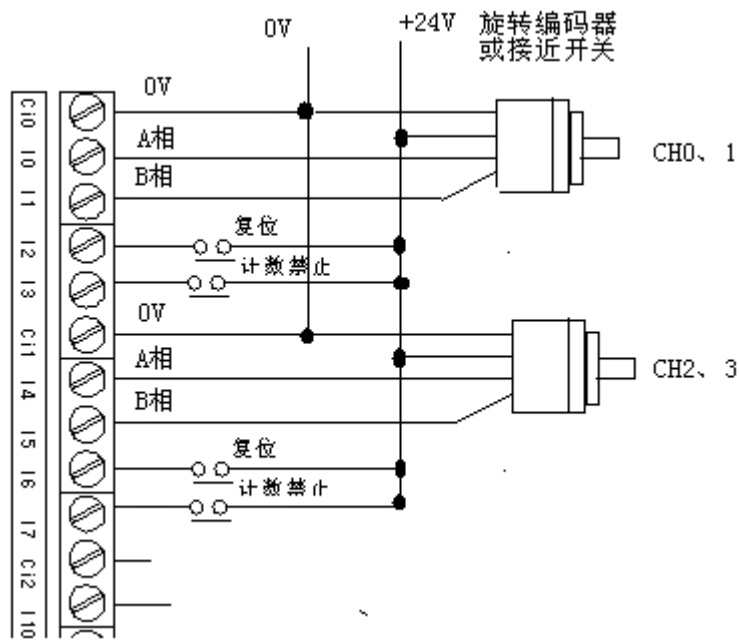 0V
+24V
旋转编码器
或接近开关
0V
A相
B相
CH0、1
复位
计数禁止
0V
A相
B相
CH2、3
复位
计数禁止
Ci0
I0
I1
I2
I3
Ci1
I4
I5
I6
I7
Ci2
I10